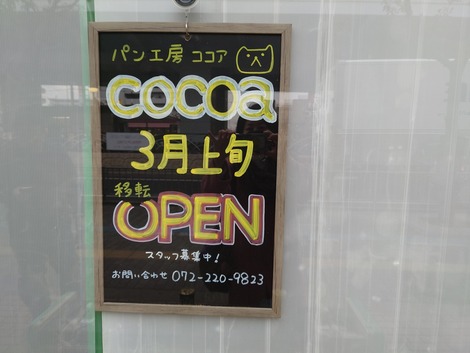 パン工房 ココア
cocoa
3月上旬
移転
OPEN
スタッフ募集中!
お問い合わせ 072-220-9823